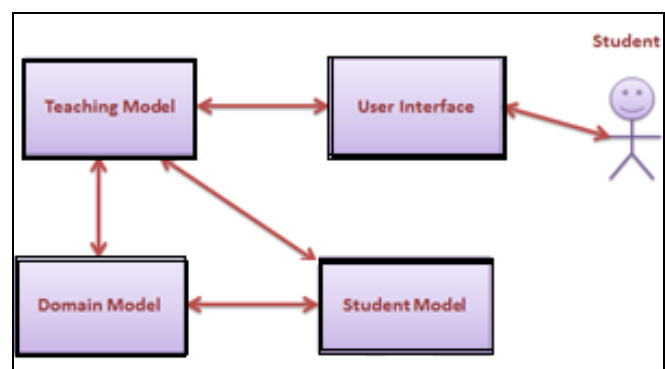 Student
Teaching Model
User Interface
Domain Model
Student Model